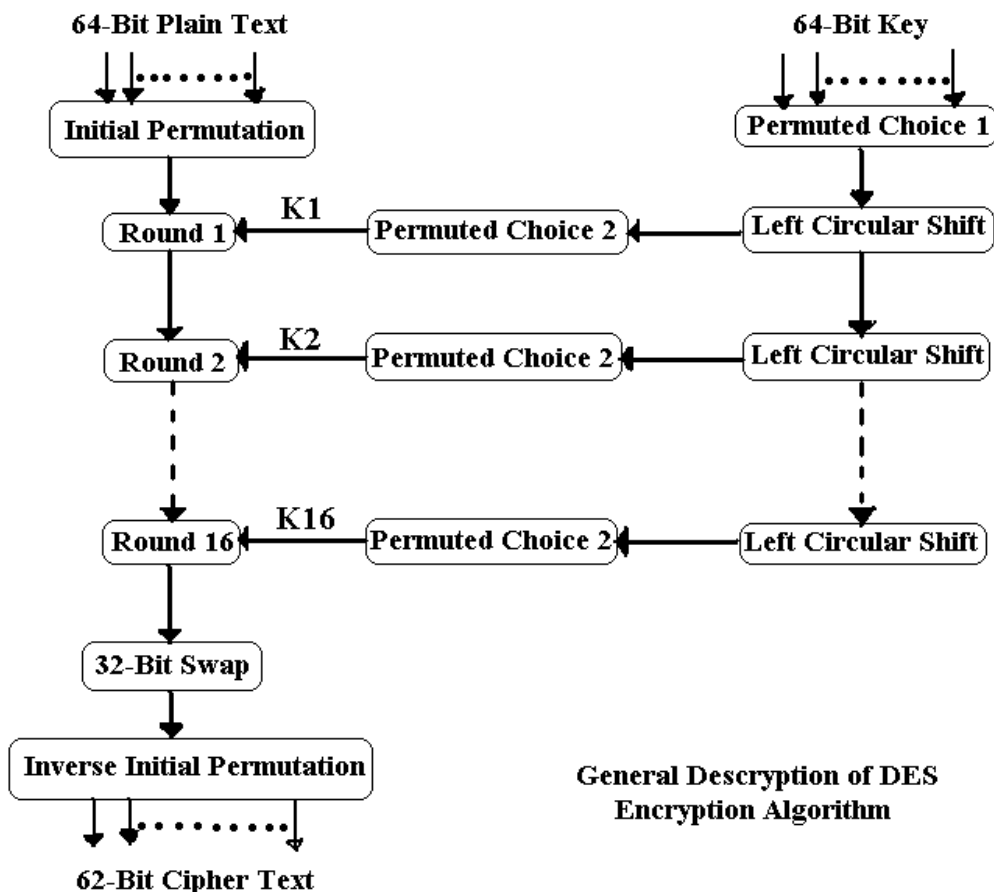 64-Bit Plain Text
64-Bit Key
Initial Permutation
Permuted Choice 1
Round 1
K1
Permuted Choice 2
Left Circular Shift
Round 2
K2
Permuted Choice 2
Left Circular Shift
Round 16
K16
Permuted Choice 2
Left Circular Shift
32-Bit Swap
Inverse Initial Permutation
General Descryption of DES
Encryption Algorithm
62-Bit Cipher Text